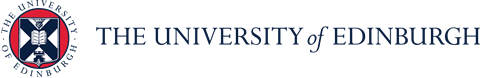 THE UNIVERSITY OF EDINBURGH
THE UNIVERSITY of EDINBURGH